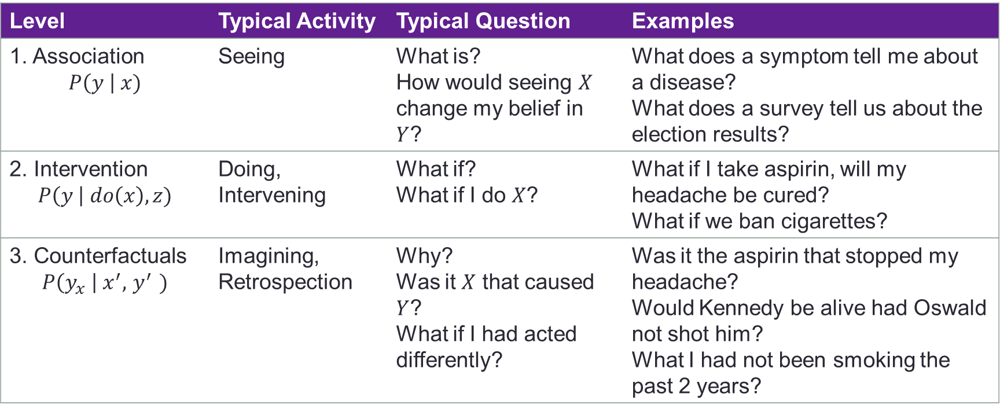 Level Typical Activity Typical Question Examples
1. Association Seeing What is? What does a symptom tell me about
P(y | x) How would seeing X a disease?
change my belief in What does a survey tell us about the
Y? election results?
2. Intervention Doing, What if? What if I take aspirin, will my
P(y | do(x), z) Intervening What if I do X? headache be cured?
What if we ban cigarettes?
3. Counterfactuals Imagining, Why? Was it the aspirin that stopped my
P(yₓ | x′, y′ ) Retrospection Was it X that caused headache?
Y? Would Kennedy be alive had Oswald
What if I had acted not shot him?
differently? What I had not been smoking the
past 2 years?